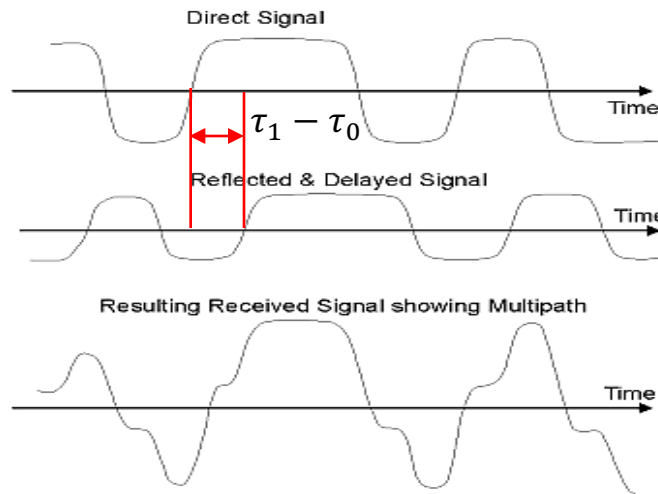 Direct Signal
Time
τ₁ − τ₀
Reflected & Delayed Signal
Time
Resulting Received Signal showing Multipath
Time